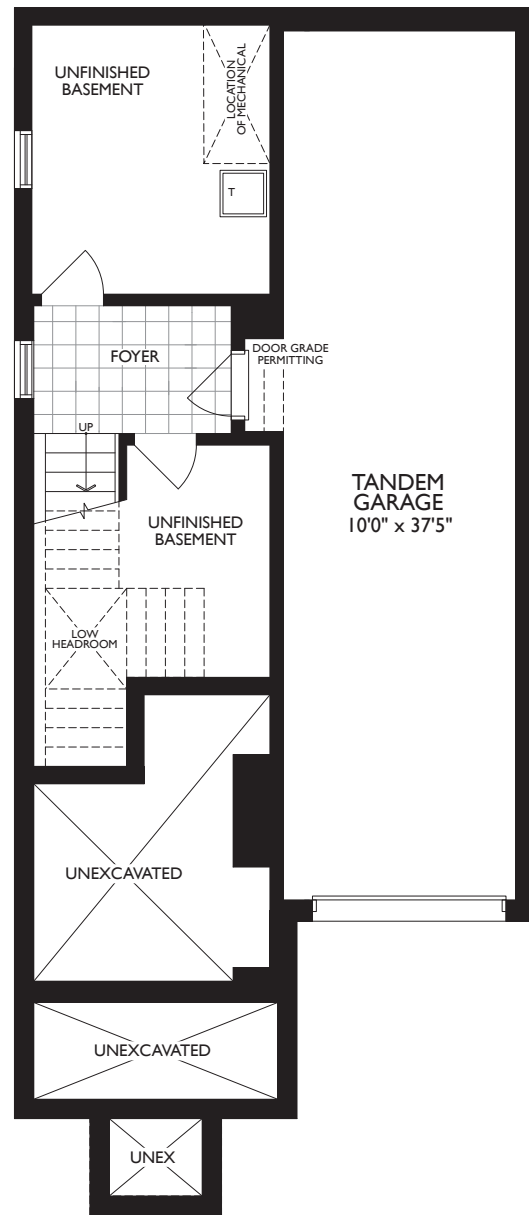 UNFINISHED
BASEMENT
LOCATION
OF MECHANICAL
T
FOYER
DOOR GRADE
PERMITTING
UP
UNFINISHED
BASEMENT
TANDEM
GARAGE
10'0" x 37'5"
LOW
HEADROOM
UNEXCAVATED
UNEXCAVATED
UNEX